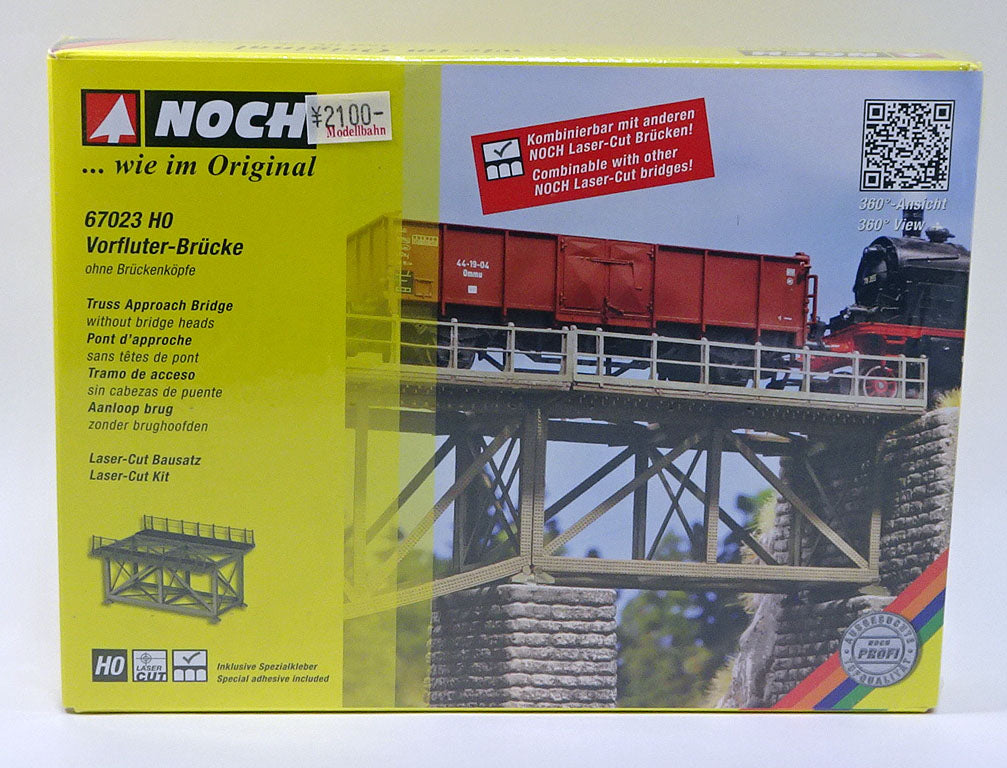 NOCH
¥2100-
Modellbahn
... wie im Original
67023 H0
Vorfluter-Brücke
ohne Brückenköpfe
Truss Approach Bridge
without bridge heads
Pont d'approche
sans têtes de pont
Tramo de acceso
sin cabezas de puente
Aanloop brug
zonder brughoofden
Laser-Cut Bausatz
Laser-Cut Kit
H0
LASER
CUT
Inklusive Spezialkleber
Special adhesive included
Kombinierbar mit anderen
NOCH Laser-Cut Brücken!
Combinable with other
NOCH Laser-Cut bridges!
360°-Ansicht
360° View
44-19-04
Ommu
AUSGESUCHTE
NOCH
PROFI
TOPQUALITÄT